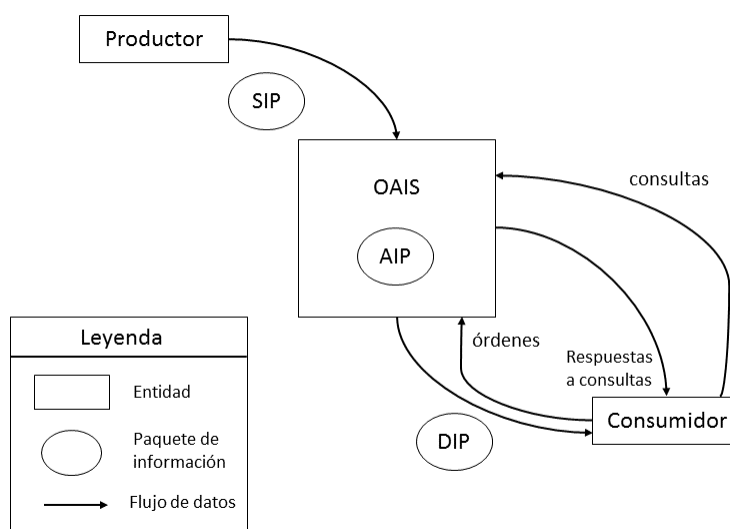 Productor
SIP
OAIS
consultas
AIP
órdenes
Respuestas
a consultas
Consumidor
DIP
Leyenda
Entidad
Paquete de
información
Flujo de datos